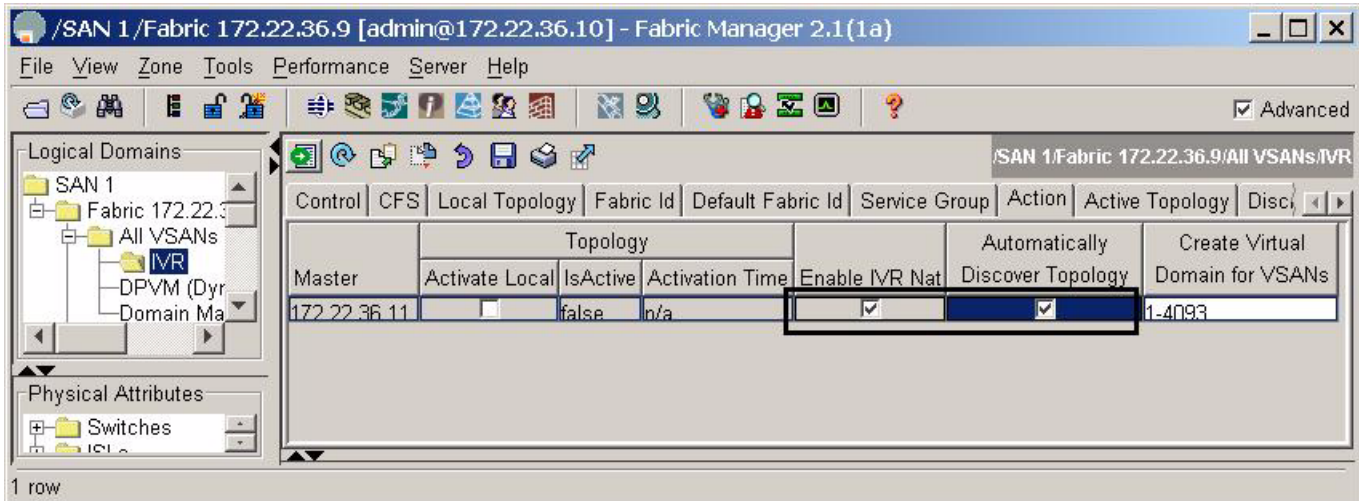 /SAN 1/Fabric 172.22.36.9 [admin@172.22.36.10] - Fabric Manager 2.1(1a)
File View Zone Tools Performance Server Help
Advanced
Logical Domains
SAN 1
Fabric 172.22.3
All VSANs
IVR
DPVM (Dyr
Domain Ma
Physical Attributes
Switches
ISLs
/SAN 1/Fabric 172.22.36.9/All VSANs/IVR
Control CFS Local Topology Fabric Id Default Fabric Id Service Group Action Active Topology Disc
Master Topology Enable IVR Nat Automatically Discover Topology Create Virtual Domain for VSANs
Activate Local IsActive Activation Time
172.22.36.11 false n/a 1-4093
1 row